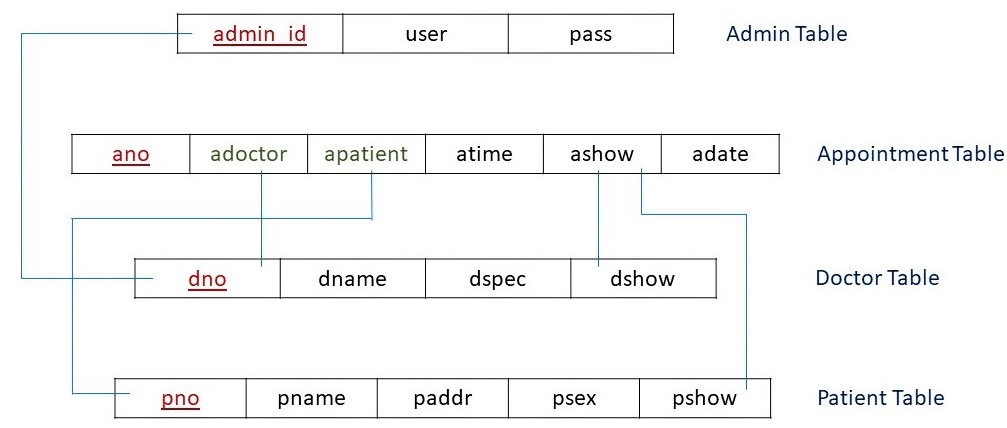 admin_id user pass Admin Table
ano adoctor apatient atime ashow adate Appointment Table
dno dname dspec dshow Doctor Table
pno pname paddr psex pshow Patient Table